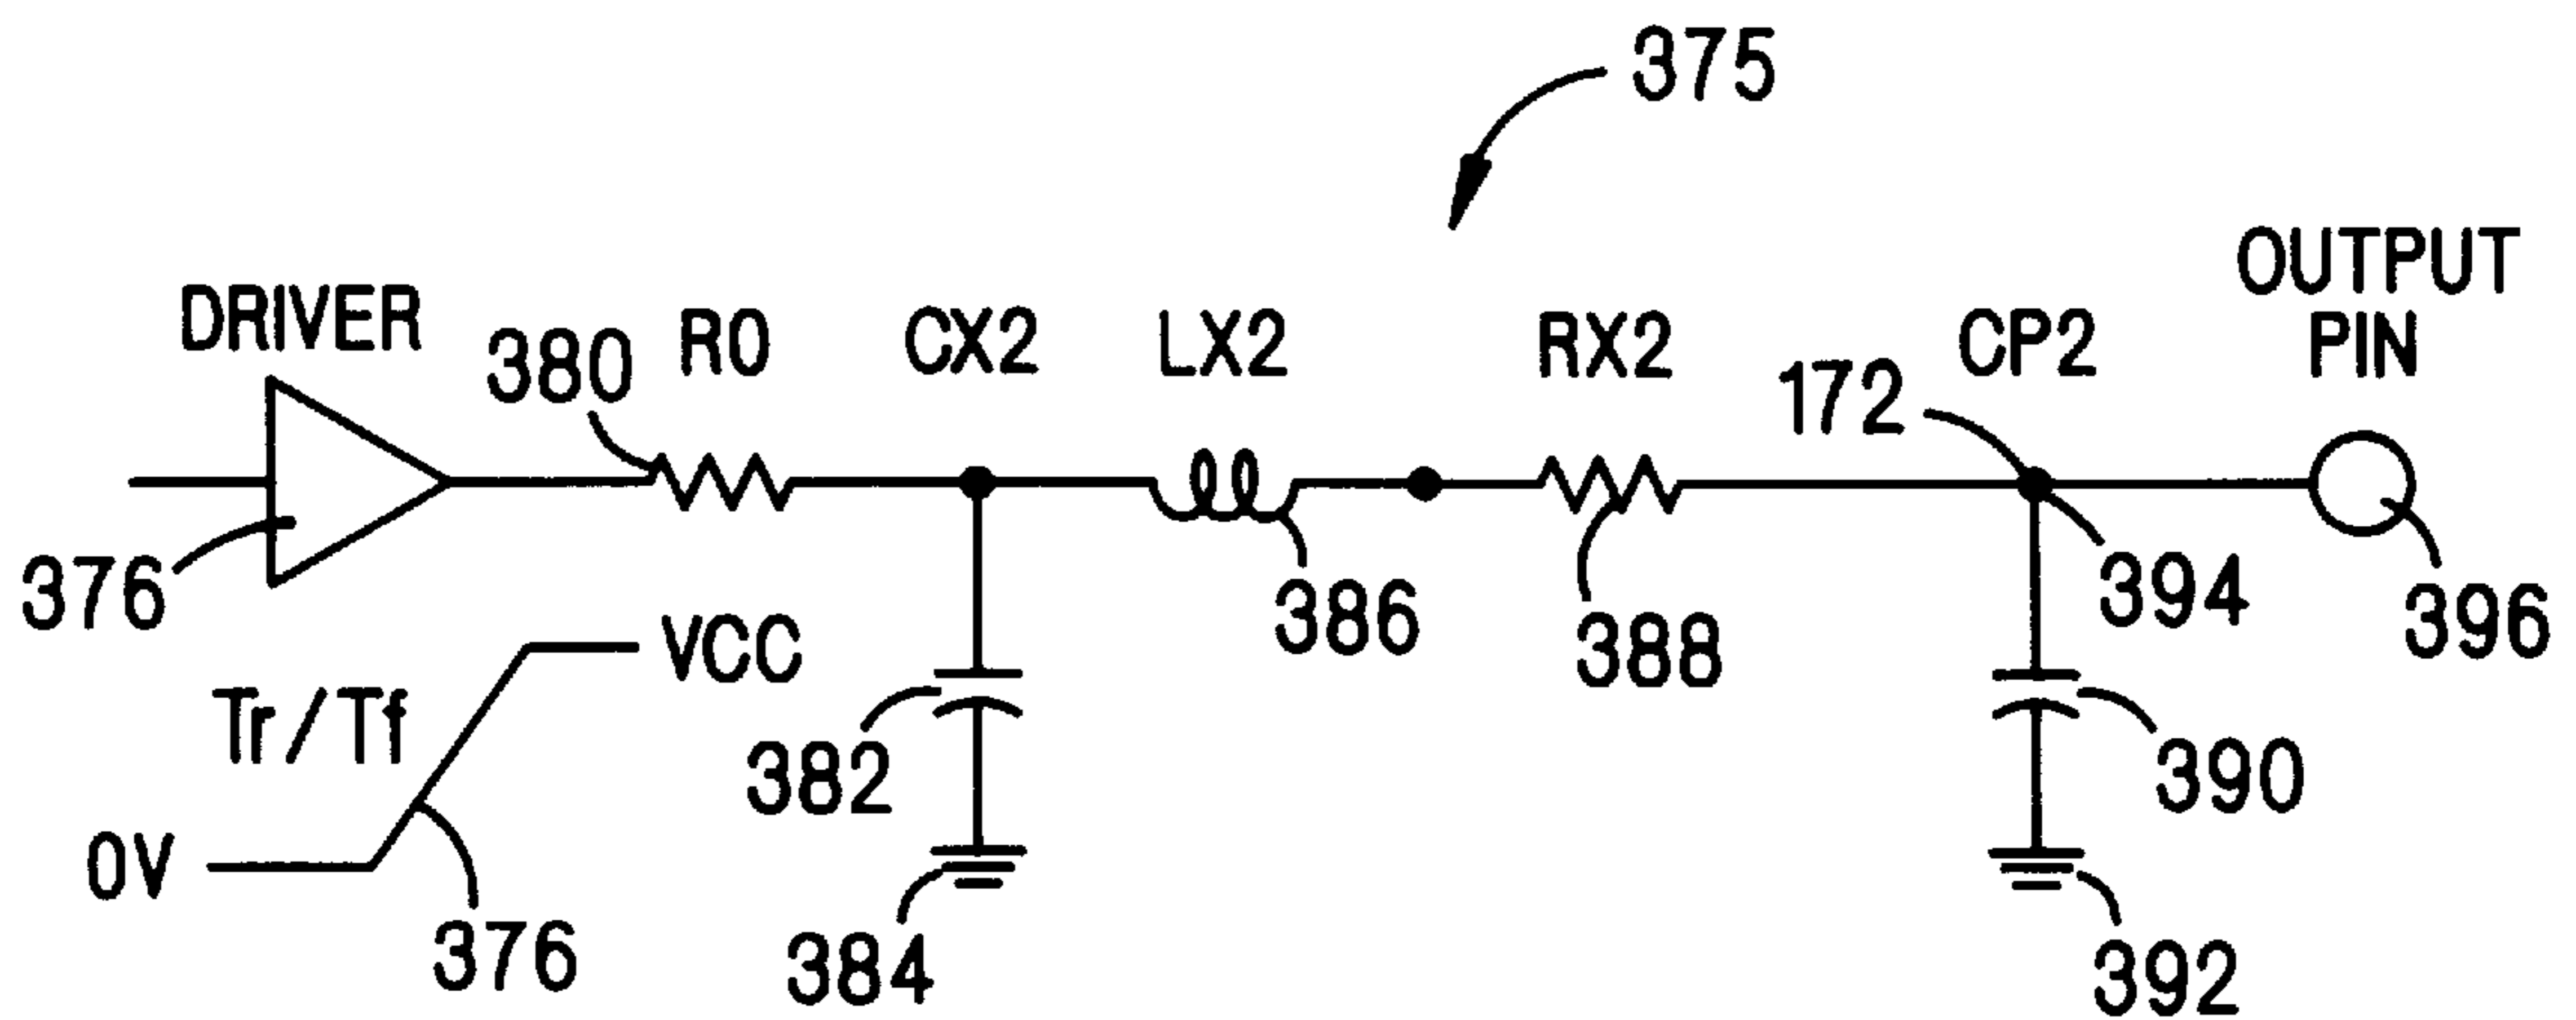 375
OUTPUT
PIN
DRIVER
380
R0
CX2
LX2
RX2
172
CP2
376
386
388
394
396
VCC
Tr/Tf
382
390
0V
376
384
392